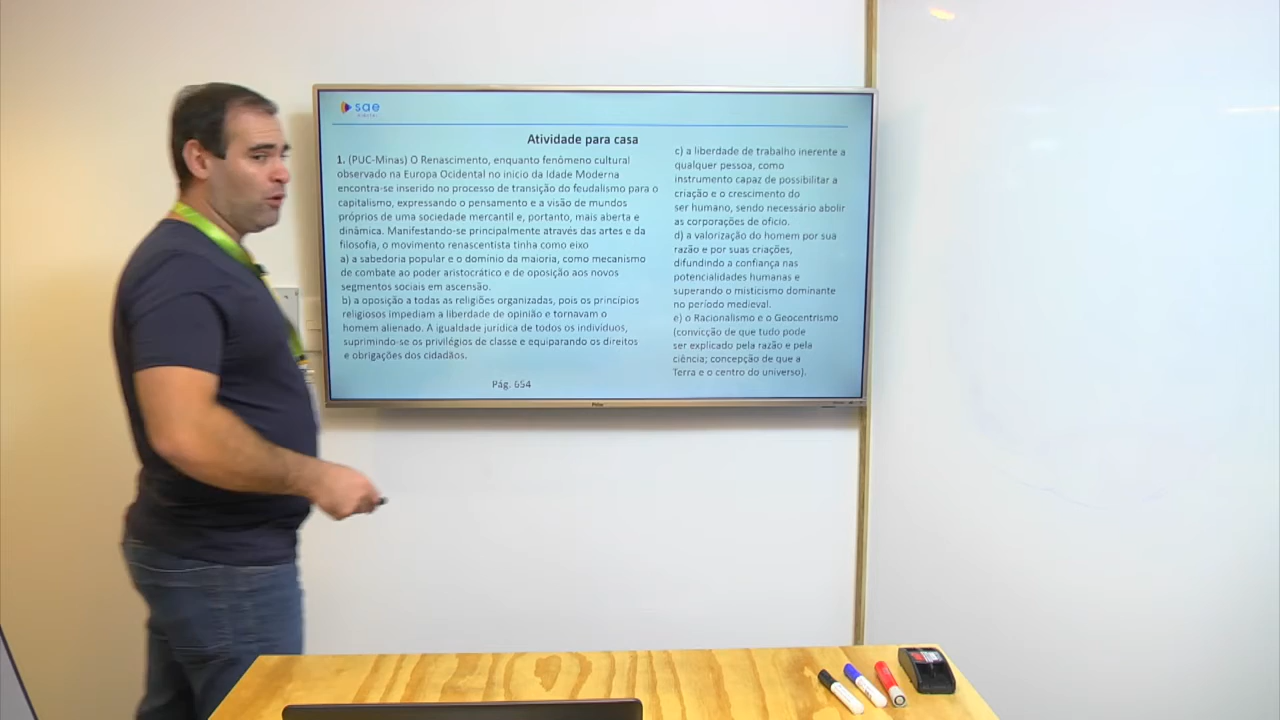 sae
DIGITAL
Atividade para casa
1. (PUC-Minas) O Renascimento, enquanto fenômeno cultural
observado na Europa Ocidental no início da Idade Moderna
encontra-se inserido no processo de transição do feudalismo para o
capitalismo, expressando o pensamento e a visão de mundos
próprios de uma sociedade mercantil e, portanto, mais aberta e
dinâmica. Manifestando-se principalmente através das artes e da
filosofia, o movimento renascentista tinha como eixo
a) a sabedoria popular e o domínio da maioria, como mecanismo
de combate ao poder aristocrático e de oposição aos novos
segmentos sociais em ascensão.
b) a oposição a todas as religiões organizadas, pois os princípios
religiosos impediam a liberdade de opinião e tornavam o
homem alienado. A igualdade jurídica de todos os indivíduos,
suprimindo-se os privilégios de classe e equiparando os direitos
e obrigações dos cidadãos.
c) a liberdade de trabalho inerente a
qualquer pessoa, como
instrumento capaz de possibilitar a
criação e o crescimento do
ser humano, sendo necessário abolir
as corporações de ofício.
d) a valorização do homem por sua
razão e por suas criações,
difundindo a confiança nas
potencialidades humanas e
superando o misticismo dominante
no período medieval.
e) o Racionalismo e o Geocentrismo
(convicção de que tudo pode
ser explicado pela razão e pela
ciência; concepção de que a
Terra e o centro do universo).
Pág. 654